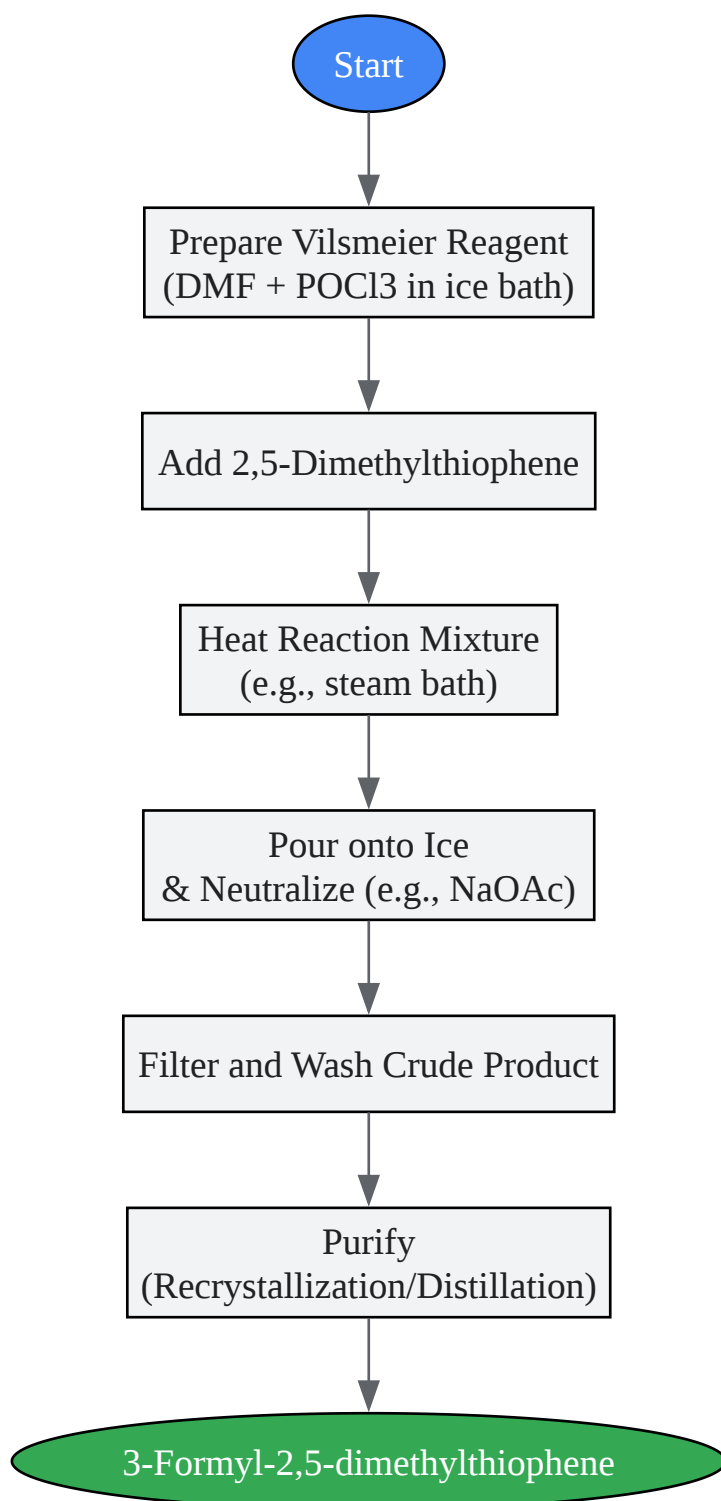 Start
Prepare Vilsmeier Reagent
(DMF + POCl3 in ice bath)
Add 2,5-Dimethylthiophene
Heat Reaction Mixture
(e.g., steam bath)
Pour onto Ice
& Neutralize (e.g., NaOAc)
Filter and Wash Crude Product
Purify
(Recrystallization/Distillation)
3-Formyl-2,5-dimethylthiophene